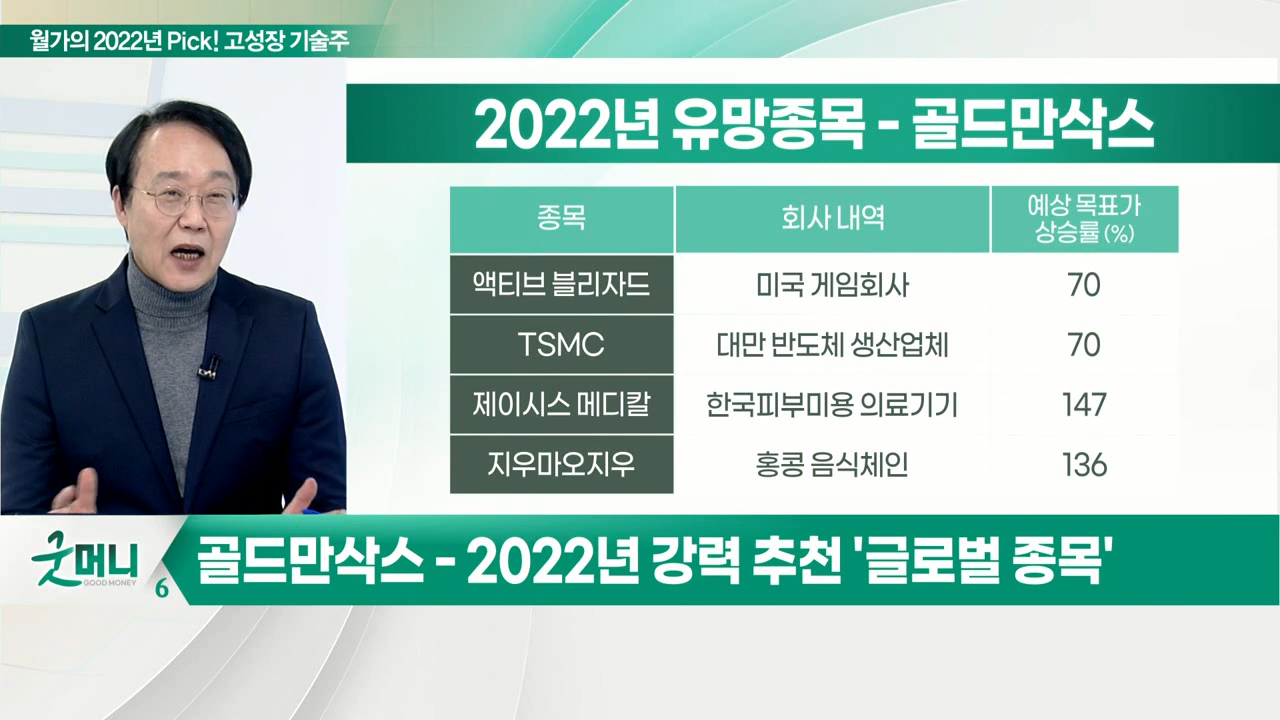 월가의 2022년 Pick! 고성장 기술주
2022년 유망종목 - 골드만삭스
종목 회사 내역 예상 목표가
상승률 (%)
액티브 블리자드 미국 게임회사 70
TSMC 대만 반도체 생산업체 70
제이시스 메디칼 한국피부미용 의료기기 147
지우마오지우 홍콩 음식체인 136
굿머니
GOOD MONEY
6
골드만삭스 - 2022년 강력 추천 '글로벌 종목'